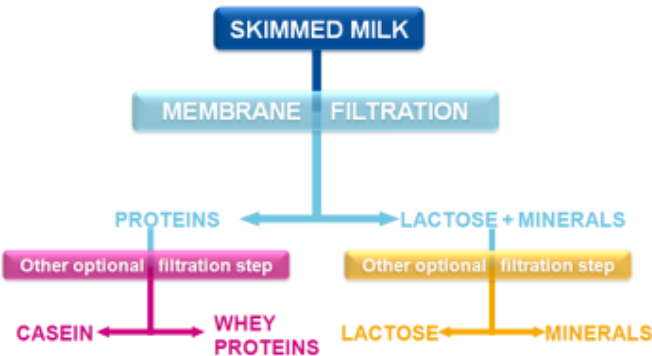 SKIMMED MILK
MEMBRANE FILTRATION
PROTEINS
LACTOSE + MINERALS
Other optional filtration step
Other optional filtration step
CASEIN
WHEY
PROTEINS
LACTOSE
MINERALS